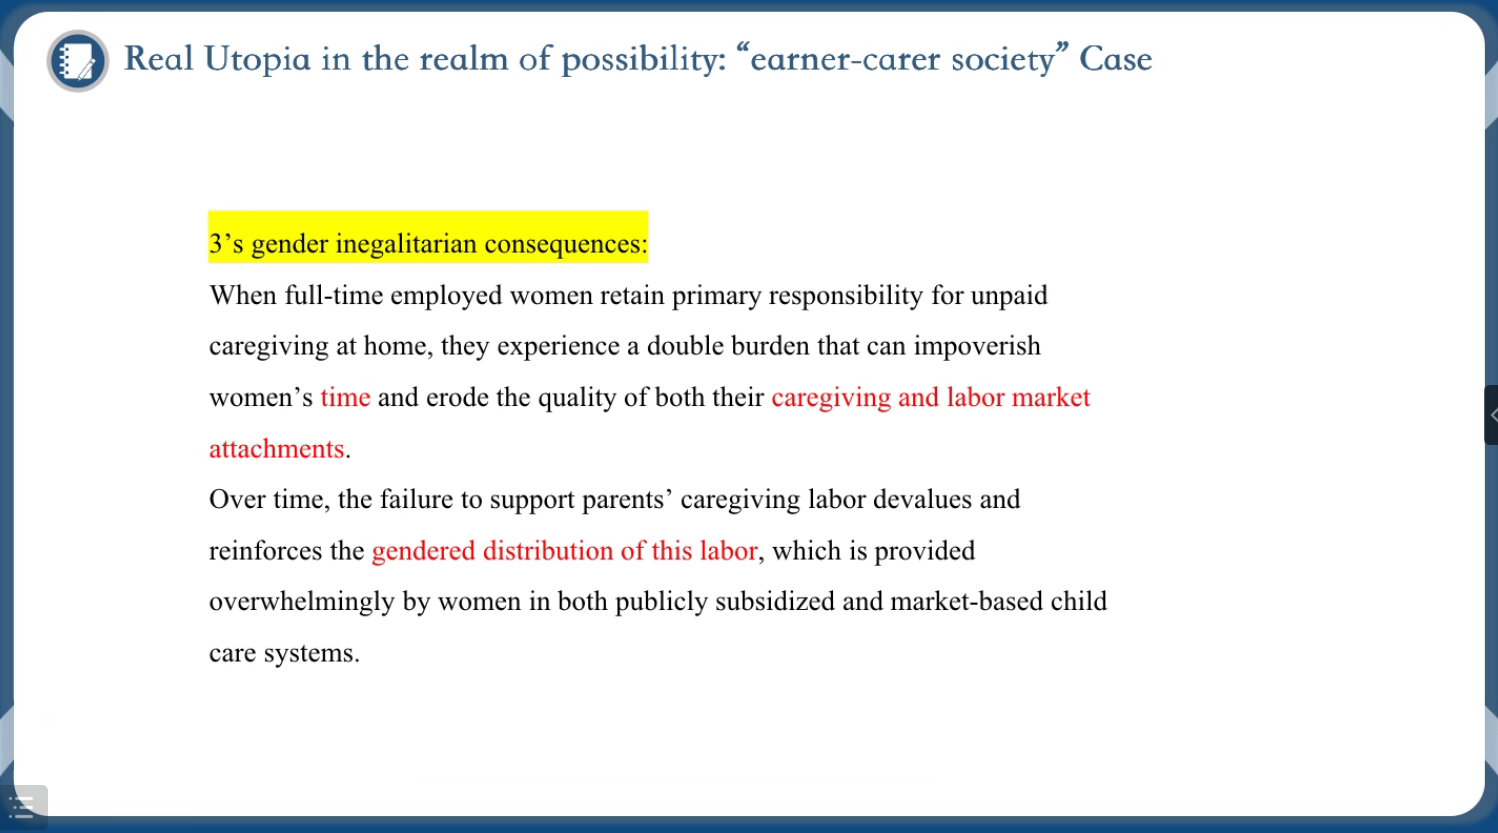 Real Utopia in the realm of possibility: “earner-carer society” Case
3’s gender inegalitarian consequences:
When full-time employed women retain primary responsibility for unpaid
caregiving at home, they experience a double burden that can impoverish
women’s time and erode the quality of both their caregiving and labor market
attachments.
Over time, the failure to support parents’ caregiving labor devalues and
reinforces the gendered distribution of this labor, which is provided
overwhelmingly by women in both publicly subsidized and market-based child
care systems.